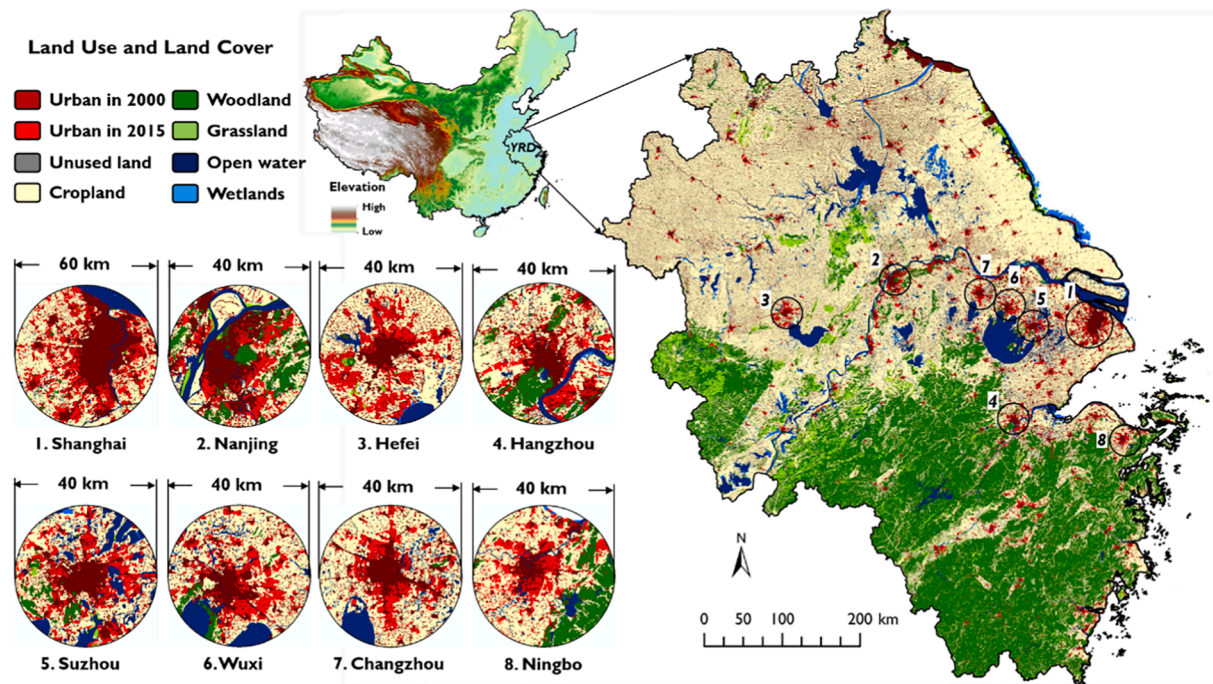 Land Use and Land Cover
Urban in 2000
Woodland
Urban in 2015
Grassland
Unused land
Open water
Cropland
Wetlands
YRD
Elevation
High
Low
60 km
40 km
40 km
40 km
1. Shanghai
2. Nanjing
3. Hefei
4. Hangzhou
40 km
40 km
40 km
40 km
5. Suzhou
6. Wuxi
7. Changzhou
8. Ningbo
2
7
6
5
1
3
4
8
N
0 50 100 200 km